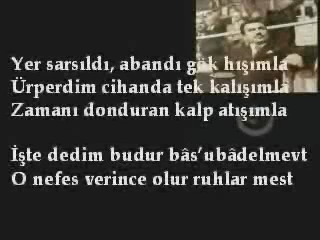 Yer sarsıldı, abandı gök hışımla
Ürperdim cihanda tek kalışımla
Zamanı donduran kalp atışımla
İşte dedim budur bâs'ubâdelmevt
O nefes verince olur ruhlar mest